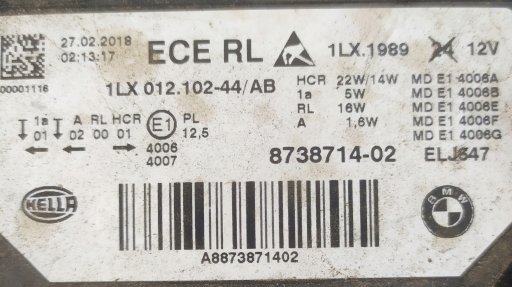 27.02.2018 ECE RL 1LX.1989 24 12V
02:13:17
00001116
1LX 012.102-44/AB
HCR 22W/14W MD E1 4006A
1a 5W MD E1 4006B
RL 16W MD E1 4006E
A 1,6W MD E1 4006F
MD E1 4006G
1a A RL HCR E1 PL
01 02 00 01 12,5
4006
4007
8738714-02 ELJ647
HELLA
BMW
A8873871402